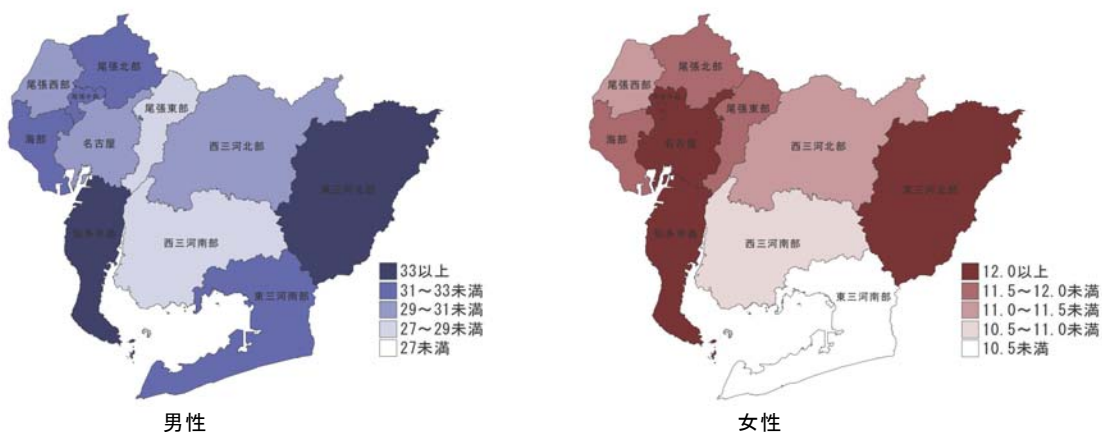 尾張北部
尾張西部
尾張東部
海部
名古屋
西三河北部
東三河北部
知多半島
西三河南部
東三河南部
33以上
31～33未満
29～31未満
27～29未満
27未満
男性
尾張北部
尾張西部
尾張東部
海部
名古屋
西三河北部
東三河北部
知多半島
西三河南部
東三河南部
12.0以上
11.5～12.0未満
11.0～11.5未満
10.5～11.0未満
10.5未満
女性